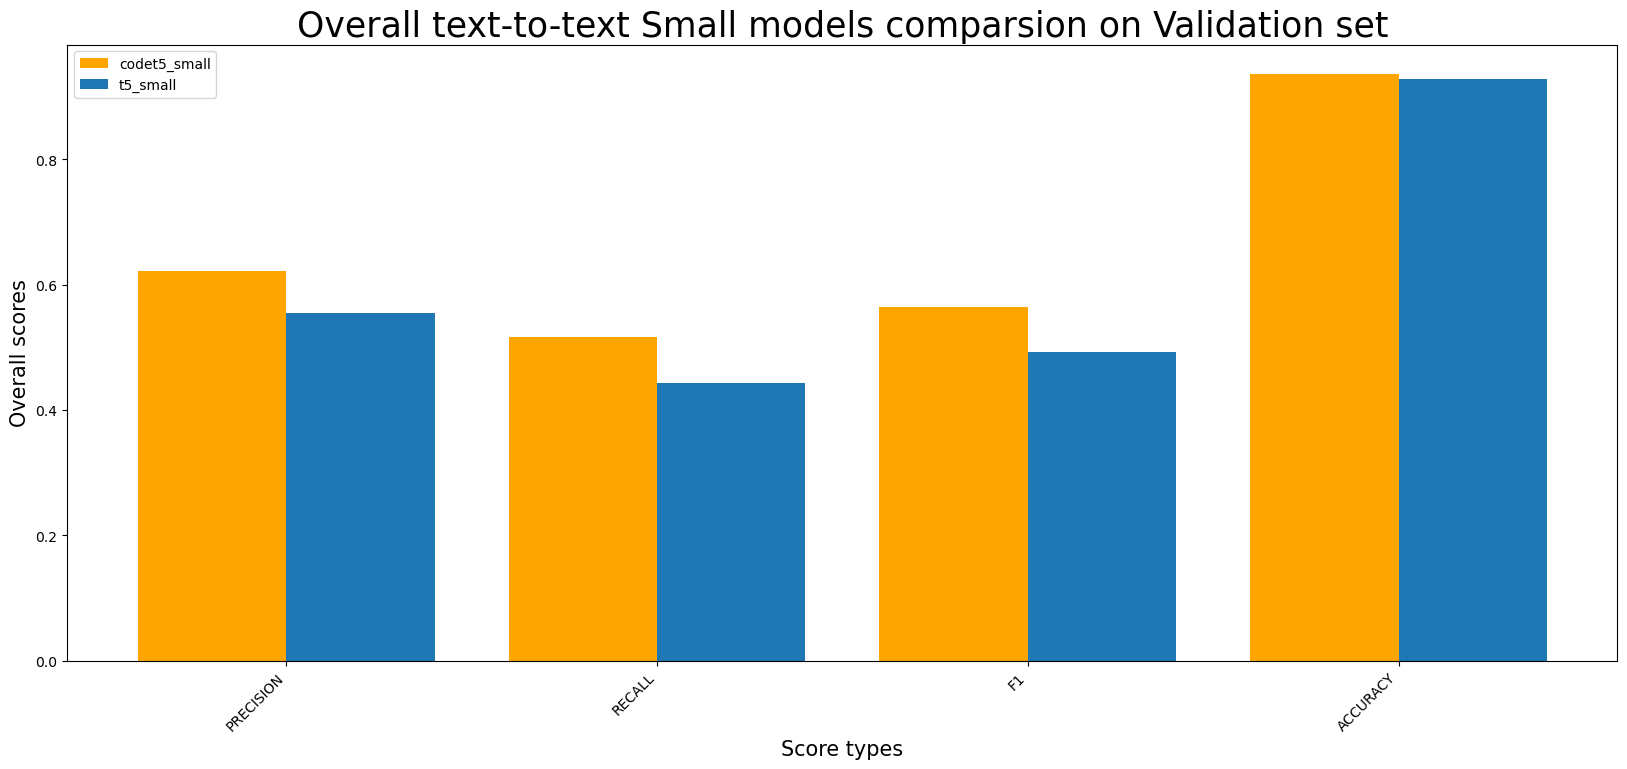 Overall text-to-text Small models comparsion on Validation set
codet5_small
t5_small
Overall scores
0.8
0.6
0.4
0.2
0.0
PRECISION
RECALL
F1
ACCURACY
Score types